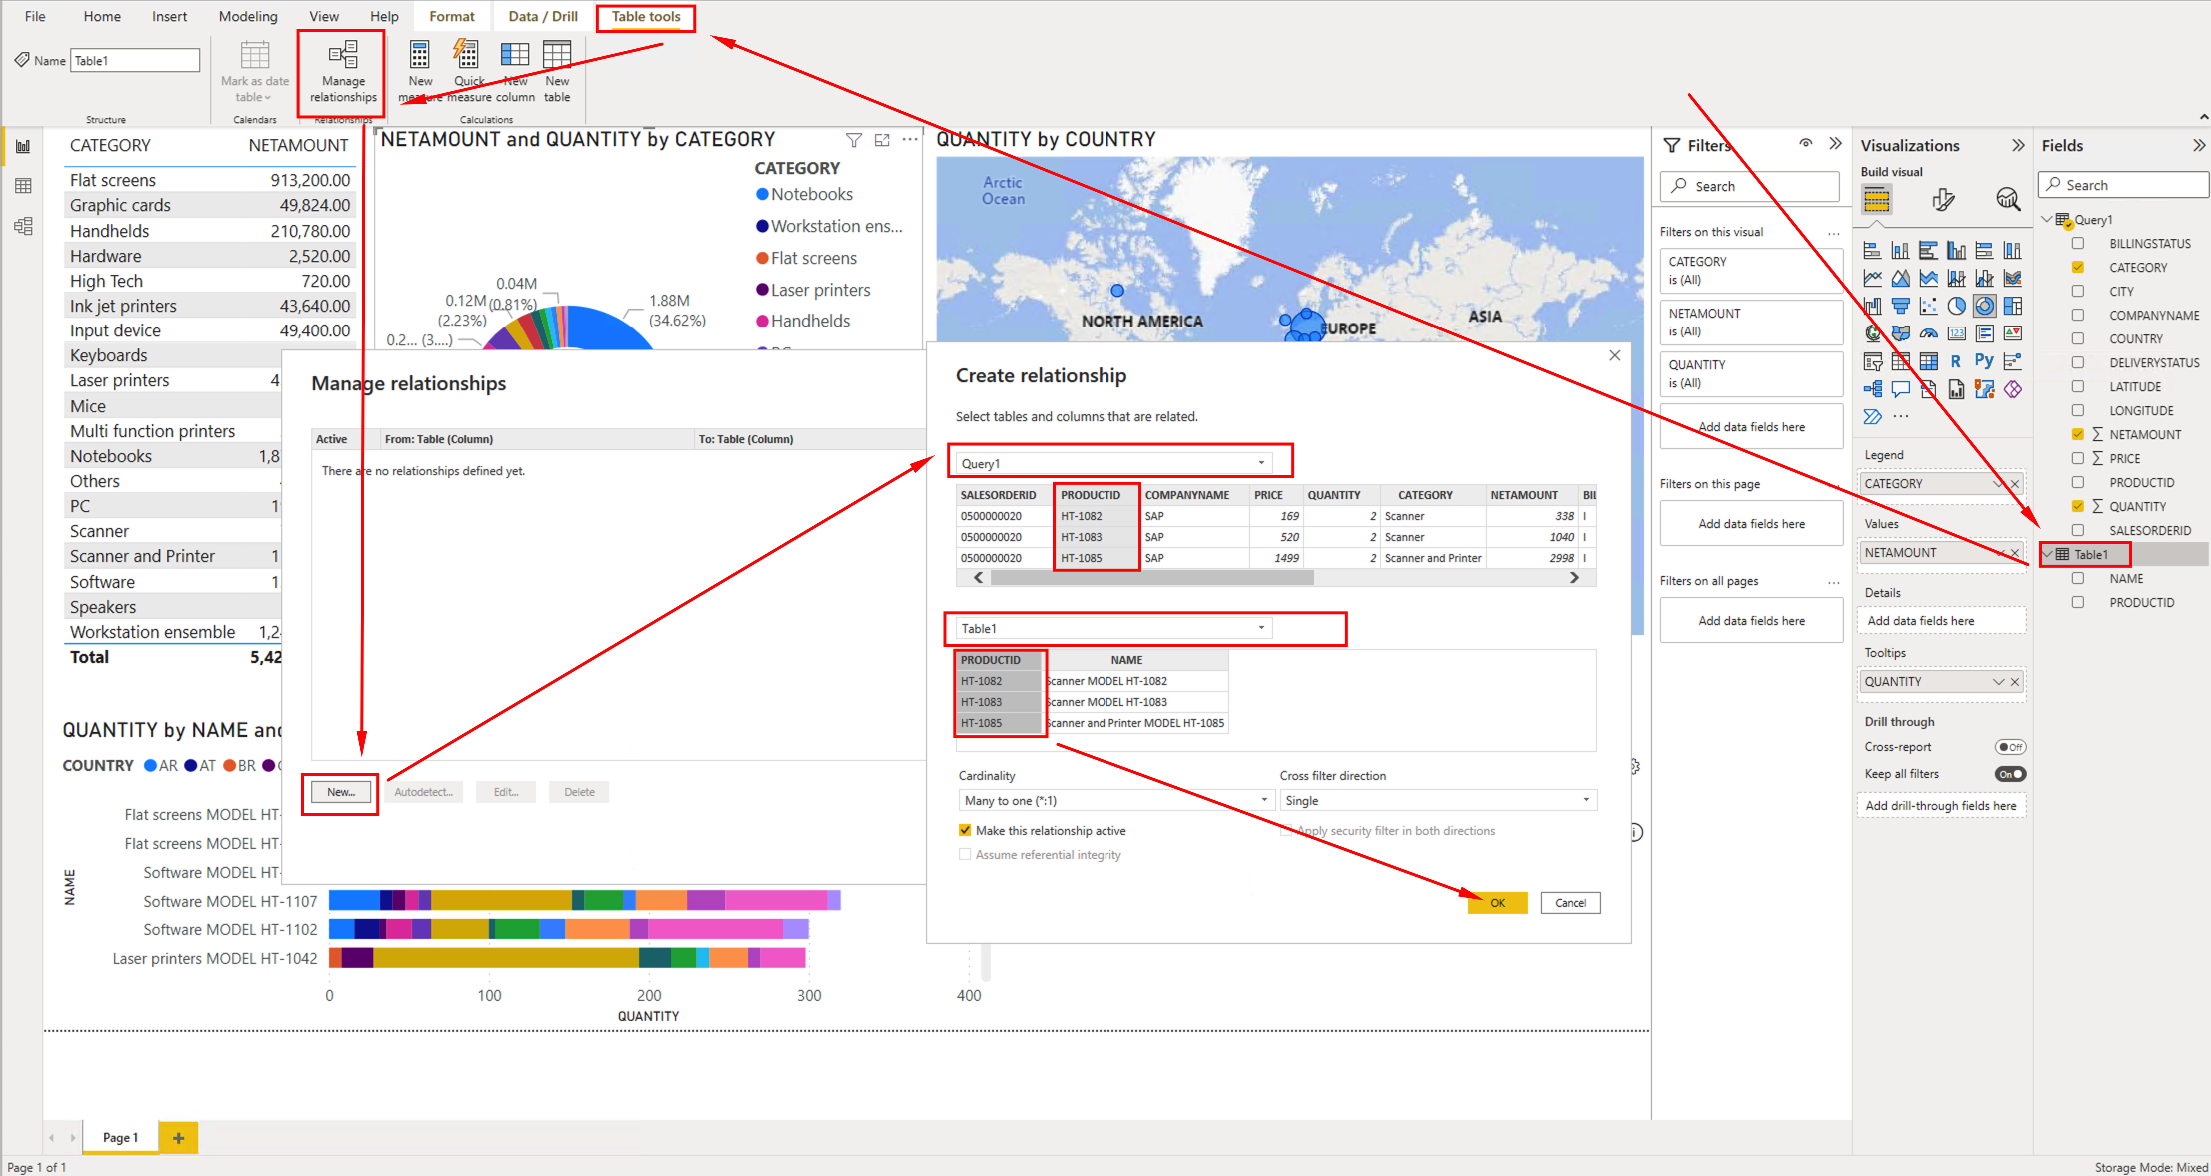 File Home Insert Modeling View Help Format Data / Drill Table tools
Name Table1
Mark as date table
Manage relationships
New measure
Quick measure
New column
New table
Structure Calendars Relationships Calculations
CATEGORY NETAMOUNT
Flat screens 913,200.00
Graphic cards 49,824.00
Handhelds 210,780.00
Hardware 2,520.00
High Tech 720.00
Ink jet printers 43,640.00
Input device 49,400.00
Keyboards
Laser printers 4
Mice
Multi function printers
Notebooks 1,8
Others
PC 1
Scanner
Scanner and Printer 1
Software 1
Speakers
Workstation ensemble 1,2
Total 5,42
NETAMOUNT and QUANTITY by CATEGORY
0.04M
(0.81%)
0.12M
(2.23%)
0.2... (3....)
1.88M
(34.62%)
CATEGORY
Notebooks
Workstation ens...
Flat screens
Laser printers
Handhelds
QUANTITY by COUNTRY
Arctic
Ocean
NORTH AMERICA
EUROPE
ASIA
Manage relationships
Active From: Table (Column) To: Table (Column)
There are no relationships defined yet.
New... Autodetect... Edit... Delete
Create relationship
Select tables and columns that are related.
Query1
SALESORDERID PRODUCTID COMPANYNAME PRICE QUANTITY CATEGORY NETAMOUNT BIL
0500000020 HT-1082 SAP 169 2 Scanner 338 I
0500000020 HT-1083 SAP 520 2 Scanner 1040 I
0500000020 HT-1085 SAP 1499 2 Scanner and Printer 2998 I
Table1
PRODUCTID NAME
HT-1082 Scanner MODEL HT-1082
HT-1083 Scanner MODEL HT-1083
HT-1085 Scanner and Printer MODEL HT-1085
Cardinality Cross filter direction
Many to one (*:1) Single
Make this relationship active Apply security filter in both directions
Assume referential integrity
OK Cancel
QUANTITY by NAME and
COUNTRY AR AT BR
NAME
Flat screens MODEL HT-
Flat screens MODEL HT-
Software MODEL HT-
Software MODEL HT-1107
Software MODEL HT-1102
Laser printers MODEL HT-1042
0 100 200 300 400
QUANTITY
Filters
Search
Filters on this visual ...
CATEGORY
is (All)
NETAMOUNT
is (All)
QUANTITY
is (All)
Add data fields here
Filters on this page
Add data fields here
Filters on all pages ...
Add data fields here
Visualizations
Build visual
123
R Py
...
Legend
CATEGORY
Values
NETAMOUNT
Details
Add data fields here
Tooltips
QUANTITY
Drill through
Cross-report Off
Keep all filters On
Add drill-through fields here
Fields
Search
Query1
BILLINGSTATUS
CATEGORY
CITY
COMPANYNAME
COUNTRY
DELIVERYSTATUS
LATITUDE
LONGITUDE
∑ NETAMOUNT
∑ PRICE
PRODUCTID
∑ QUANTITY
SALESORDERID
Table1
NAME
PRODUCTID
Page 1 +
Page 1 of 1
Storage Mode: Mixed